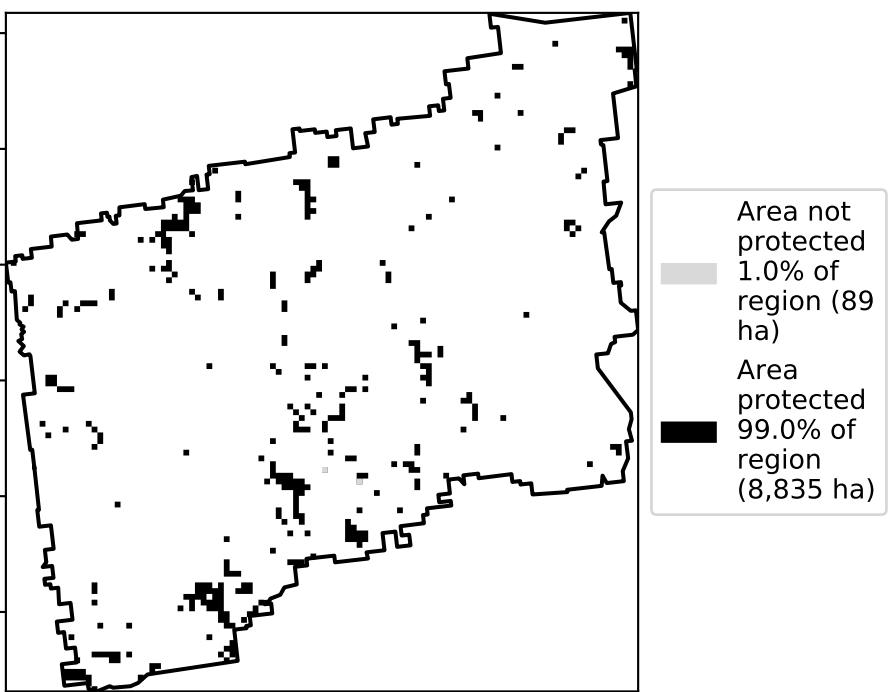 Area not
protected
1.0% of
region (89
ha)
Area
protected
99.0% of
region
(8,835 ha)